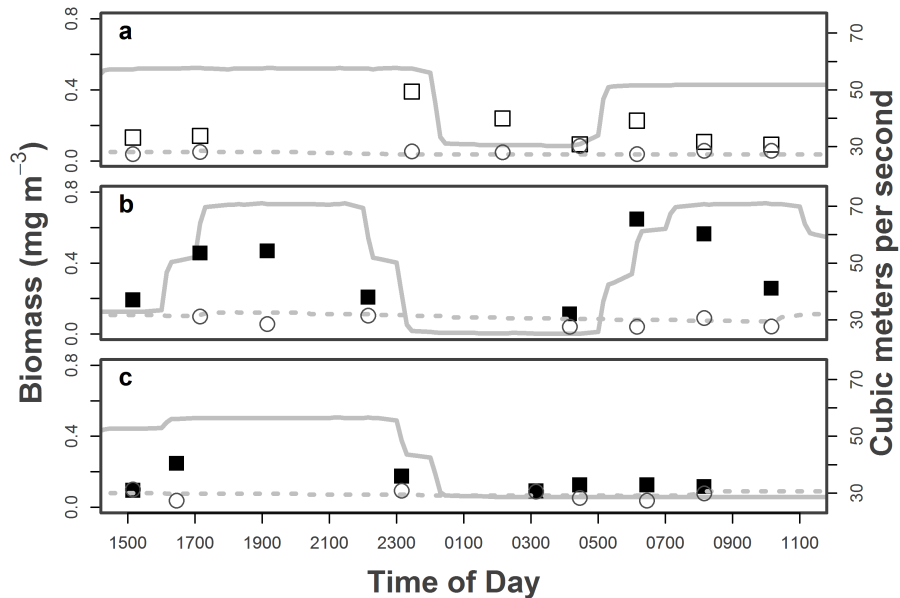 a
0.0 0.4 0.8
30 50 70
b
0.0 0.4 0.8
30 50 70
c
0.0 0.4 0.8
30 50 70
Biomass (mg m−3)
Cubic meters per second
1500 1700 1900 2100 2300 0100 0300 0500 0700 0900 1100
Time of Day